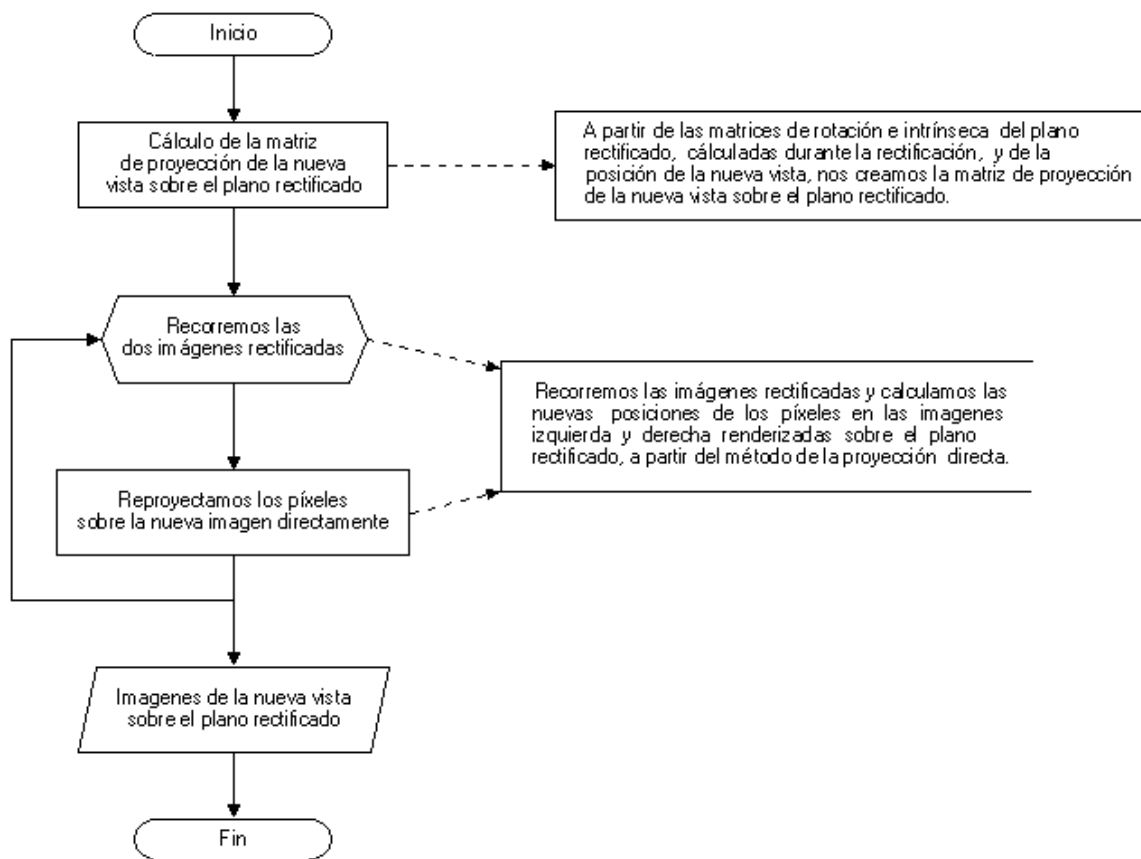 Inicio
Cálculo de la matriz
de proyección de la nueva
vista sobre el plano rectificado
A partir de las matrices de rotación e intrínseca del plano
rectificado, cálculadas durante la rectificación, y de la
posición de la nueva vista, nos creamos la matriz de proyección
de la nueva vista sobre el plano rectificado.
Recorremos las
dos imágenes rectificadas
Recorremos las imágenes rectificadas y calculamos las
nuevas posiciones de los píxeles en las imagenes
izquierda y derecha renderizadas sobre el plano
rectificado, a partir del método de la proyección directa.
Reproyectamos los píxeles
sobre la nueva imagen directamente
Imagenes de la nueva vista
sobre el plano rectificado
Fin